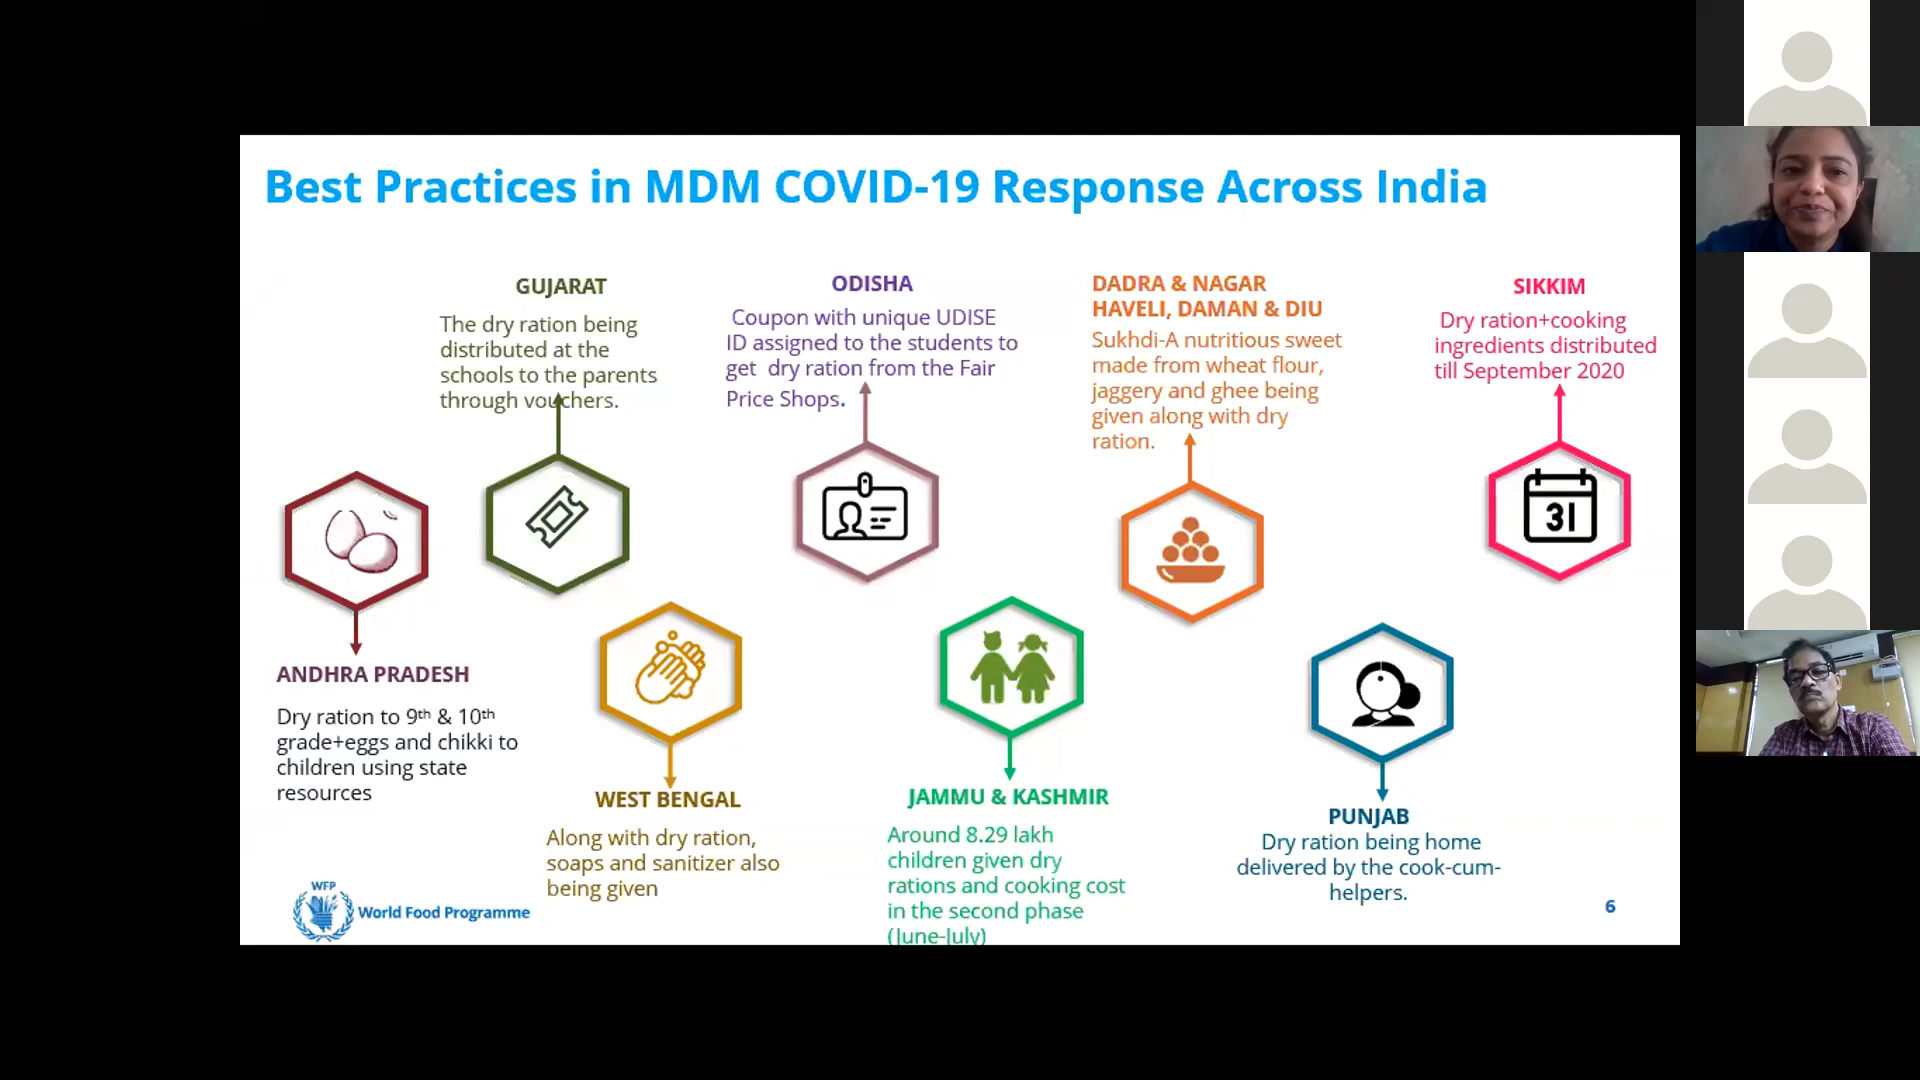 Best Practices in MDM COVID-19 Response Across India
GUJARAT
The dry ration being
distributed at the
schools to the parents
through vouchers.
ODISHA
Coupon with unique UDISE
ID assigned to the students to
get dry ration from the Fair
Price Shops.
DADRA & NAGAR
HAVELI, DAMAN & DIU
Sukhdi-A nutritious sweet
made from wheat flour,
jaggery and ghee being
given along with dry
ration.
SIKKIM
Dry ration+cooking
ingredients distributed
till September 2020
31
ANDHRA PRADESH
Dry ration to 9th & 10th
grade+eggs and chikki to
children using state
resources
WEST BENGAL
Along with dry ration,
soaps and sanitizer also
being given
JAMMU & KASHMIR
Around 8.29 lakh
children given dry
rations and cooking cost
in the second phase
(June-July)
PUNJAB
Dry ration being home
delivered by the cook-cum-
helpers.
WFP
World Food Programme
6